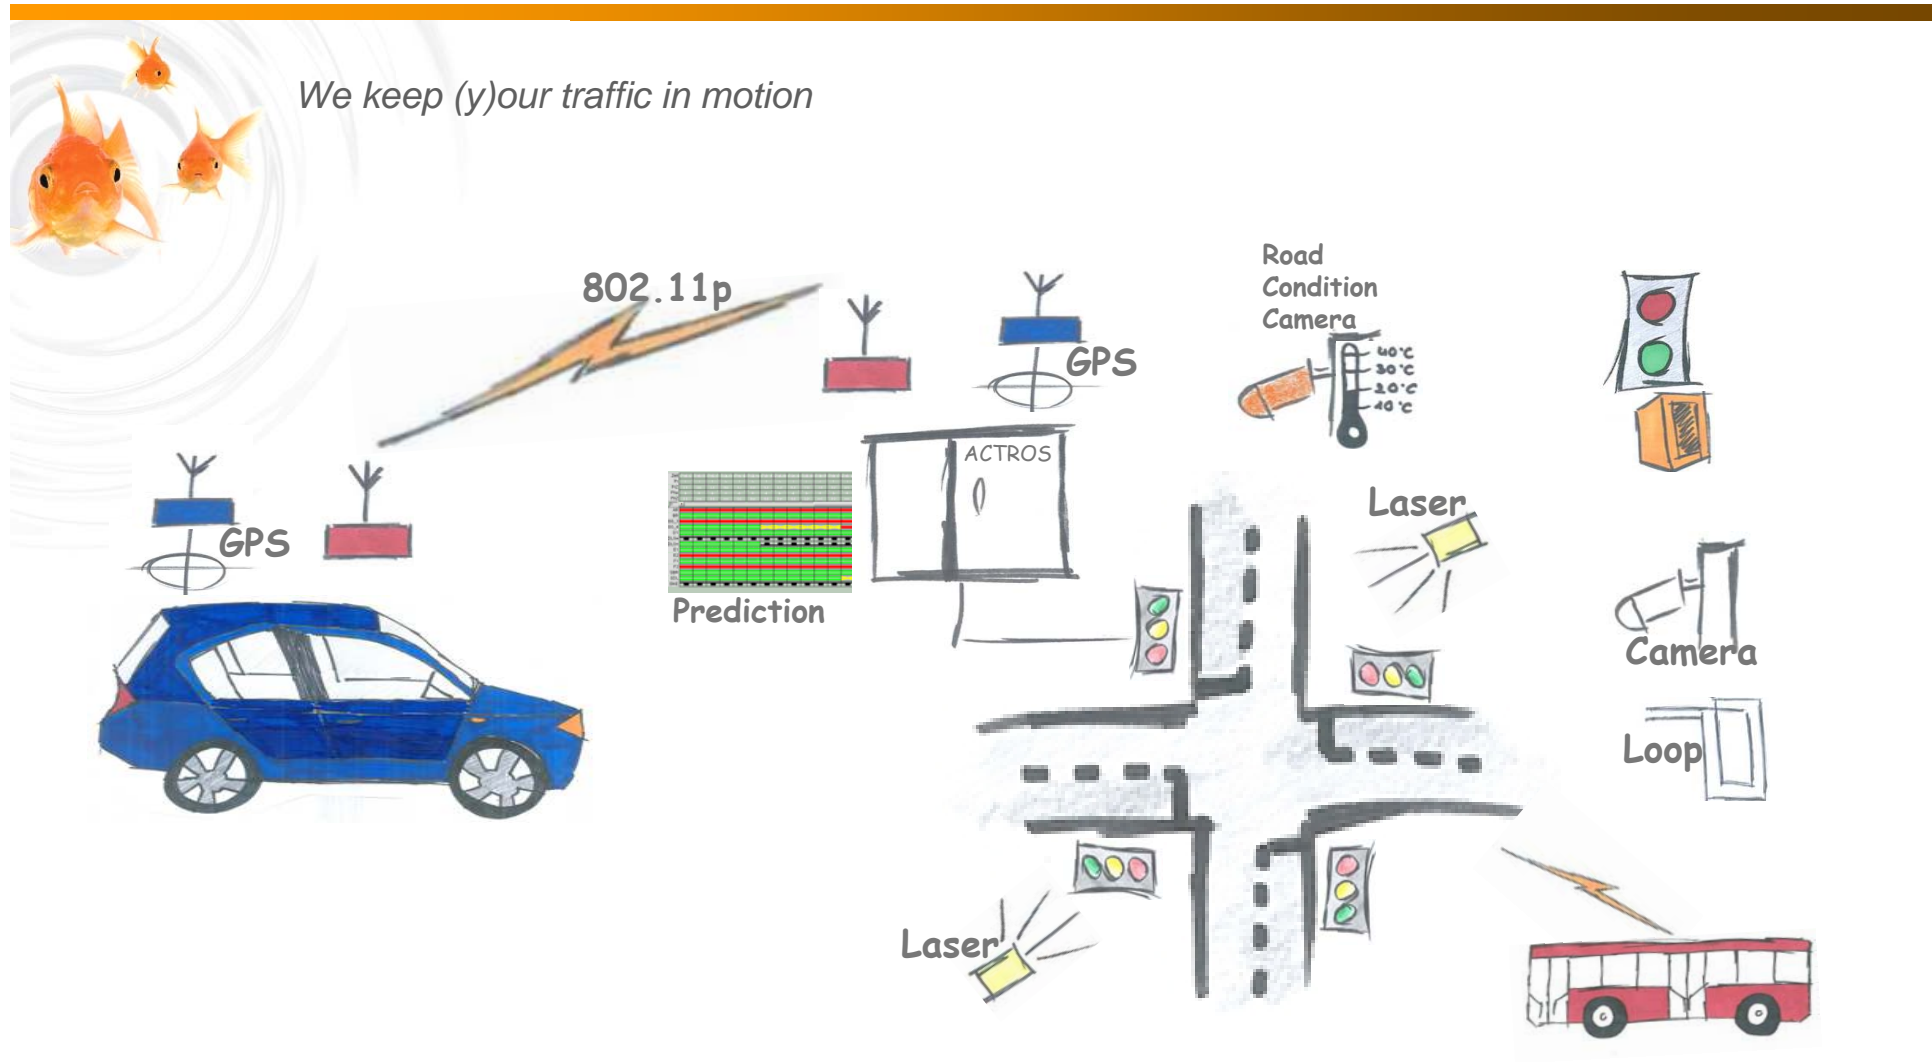 We keep (y)our traffic in motion
802.11p
GPS
Road
Condition
Camera
40°C
30°C
20°C
10°C
GPS
ACTROS
Laser
Prediction
Camera
Loop
Laser